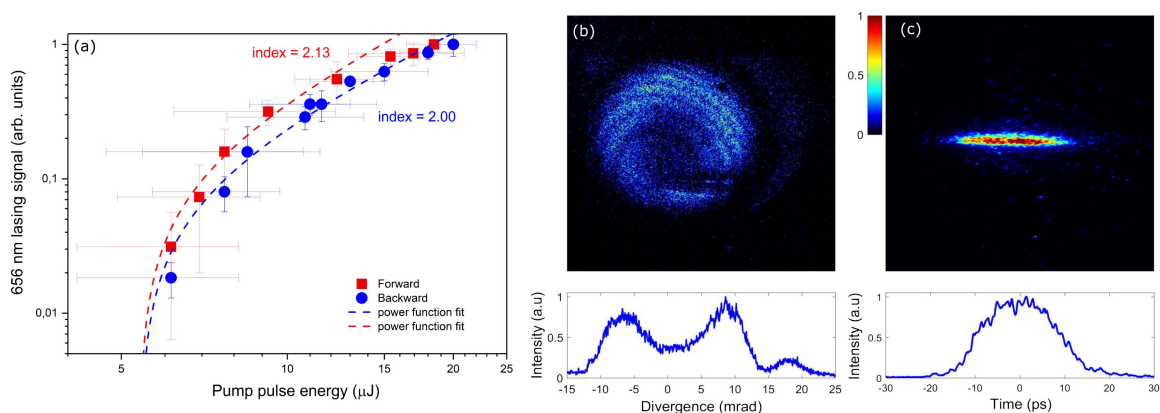 (a)
index = 2.13
index = 2.00
656 nm lasing signal (arb. units)
1
0,1
0,01
Forward
Backward
power function fit
power function fit
5
10
15
20
25
Pump pulse energy (μJ)
(b)
1
0.5
0
(c)
Intensity (a.u)
1
0.5
0
-15
-10
-5
0
5
10
15
20
25
Divergence (mrad)
Intensity (a.u)
1
0.5
0
-30
-20
-10
0
10
20
30
Time (ps)